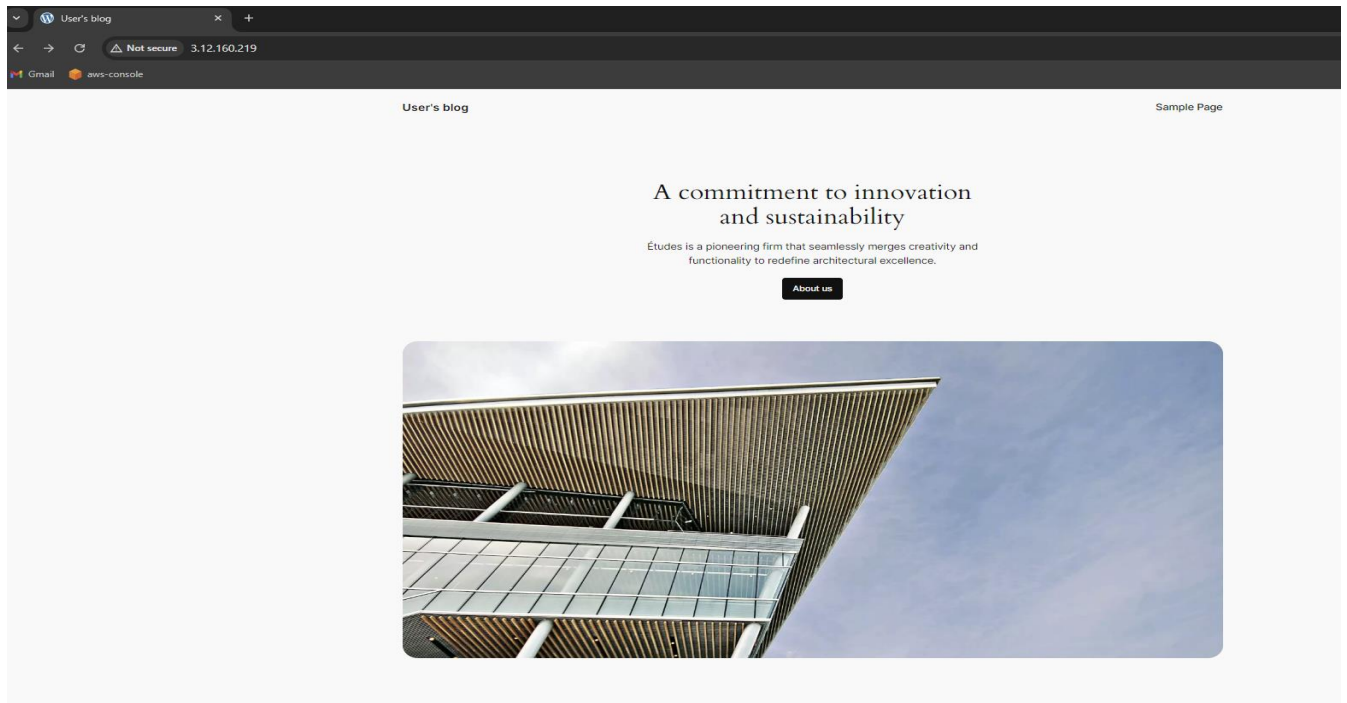 User's blog
Not secure 3.12.160.219
Gmail aws-console
User's blog Sample Page
A commitment to innovation
and sustainability
Études is a pioneering firm that seamlessly merges creativity and
functionality to redefine architectural excellence.
About us